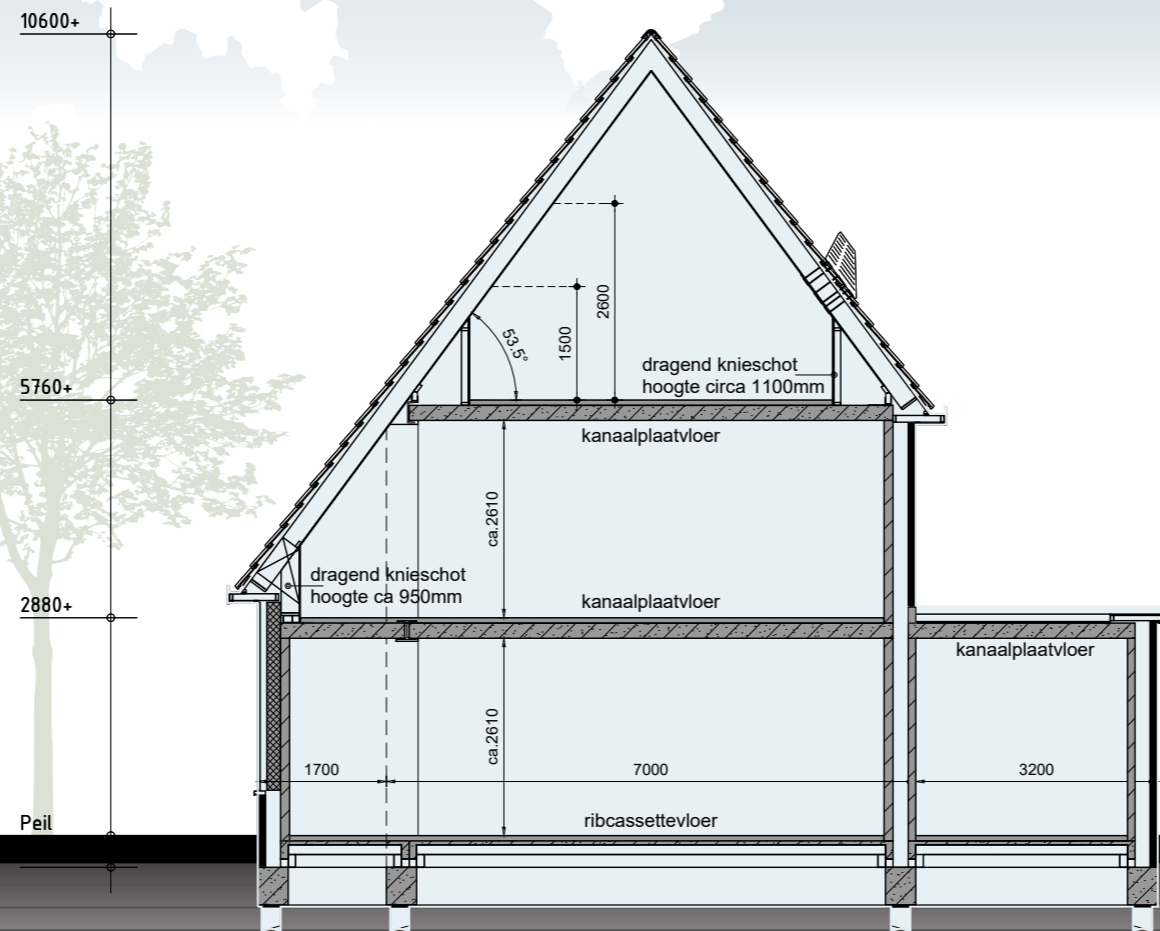 10600+
2600
1500
53.5°
dragend knieschot
hoogte circa 1100mm
5760+
kanaalplaatvloer
ca.2610
dragend knieschot
hoogte ca 950mm
kanaalplaatvloer
2880+
kanaalplaatvloer
ca.2610
1700
7000
3200
ribcassettevloer
Peil